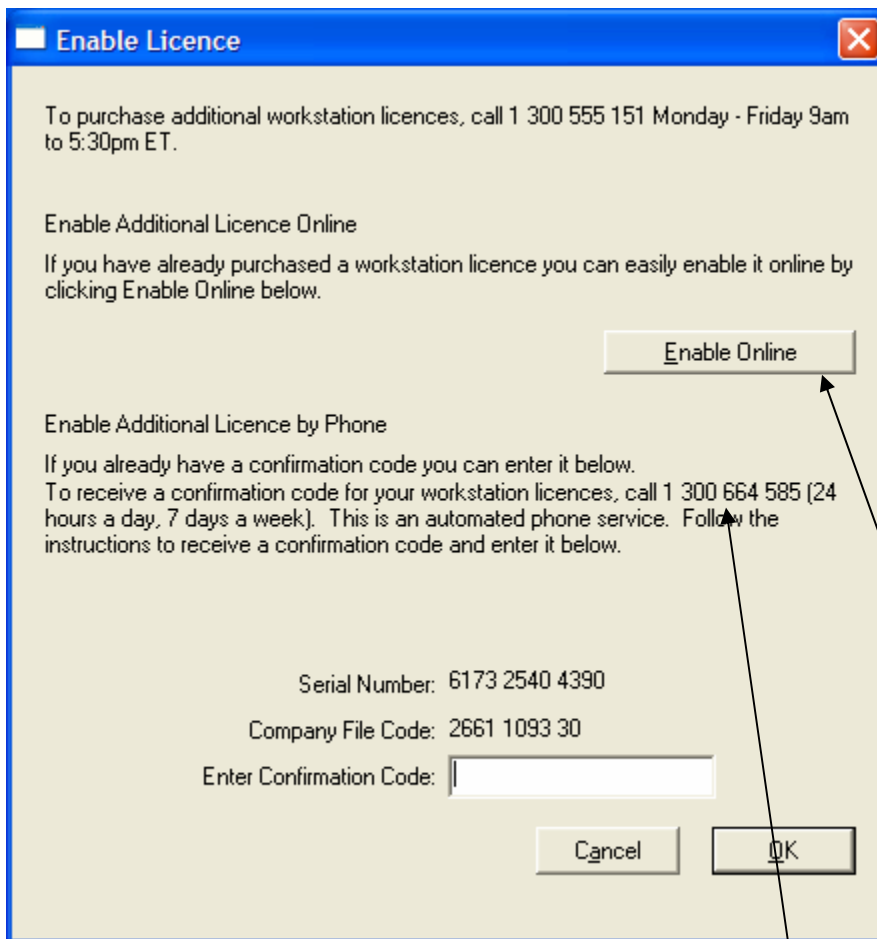 Enable Licence
To purchase additional workstation licences, call 1 300 555 151 Monday - Friday 9am
to 5:30pm ET.
Enable Additional Licence Online
If you have already purchased a workstation licence you can easily enable it online by
clicking Enable Online below.
Enable Online
Enable Additional Licence by Phone
If you already have a confirmation code you can enter it below.
To receive a confirmation code for your workstation licences, call 1 300 664 585 (24
hours a day, 7 days a week). This is an automated phone service. Follow the
instructions to receive a confirmation code and enter it below.
Serial Number: 6173 2540 4390
Company File Code: 2661 1093 30
Enter Confirmation Code:
Cancel OK